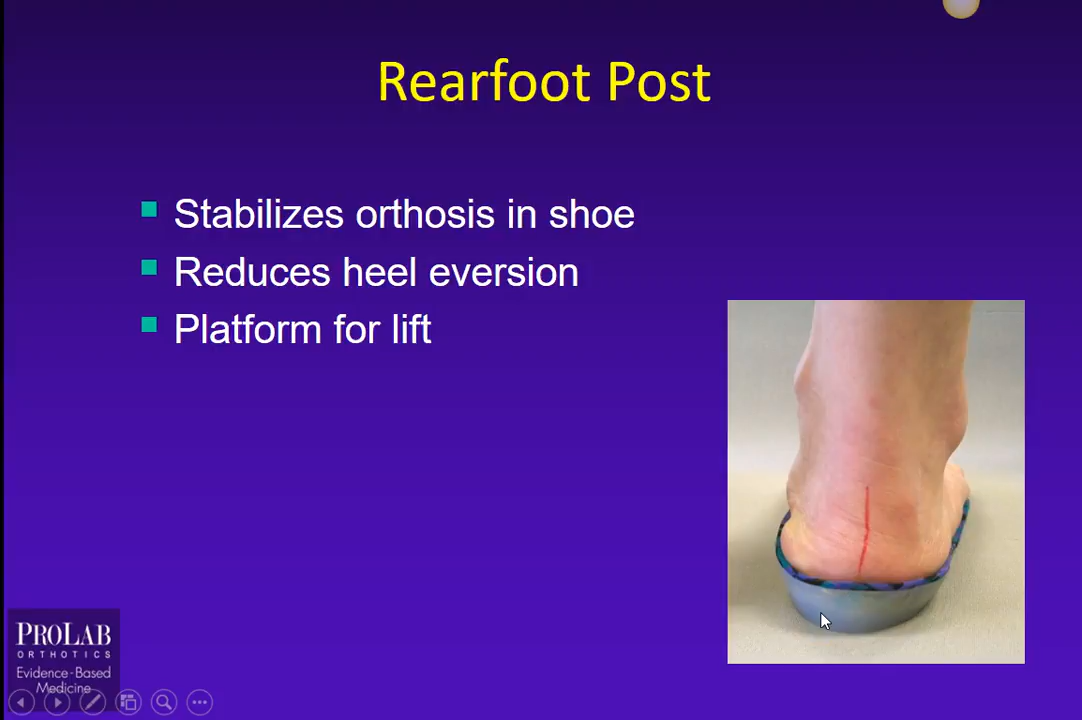 Rearfoot Post
Stabilizes orthosis in shoe
Reduces heel eversion
Platform for lift
PROLAB
ORTHOTICS
Evidence-Based
Medicine